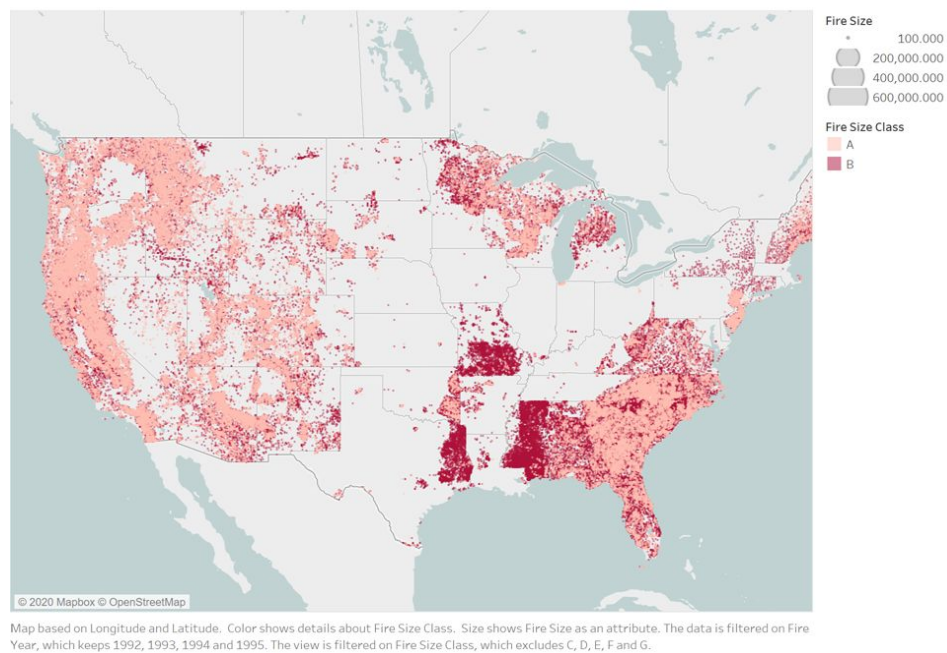 Fire Size
100.000
200,000.000
400,000.000
600,000.000
Fire Size Class
A
B
© 2020 Mapbox © OpenStreetMap
Map based on Longitude and Latitude. Color shows details about Fire Size Class. Size shows Fire Size as an attribute. The data is filtered on Fire
Year, which keeps 1992, 1993, 1994 and 1995. The view is filtered on Fire Size Class, which excludes C, D, E, F and G.